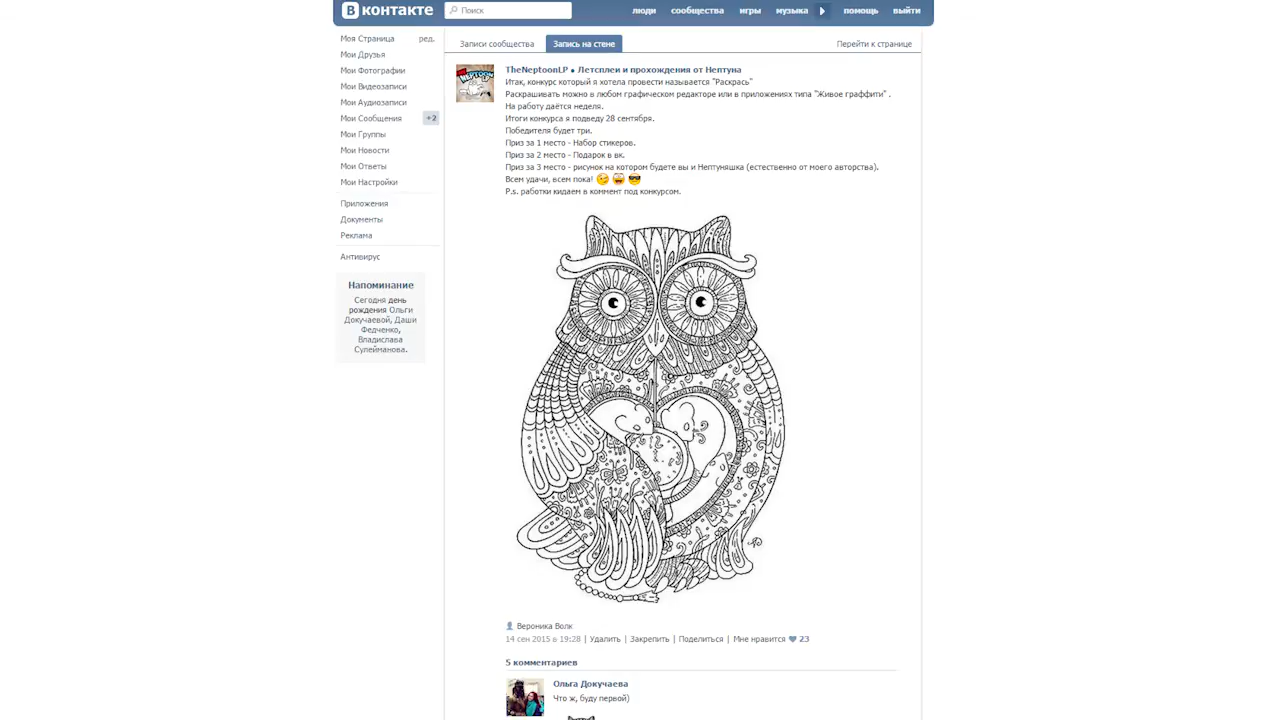 В контакте
Поиск
люди сообщества игры музыка помощь выйти
Моя Страница ред.
Мои Друзья
Мои Фотографии
Мои Видеозаписи
Мои Аудиозаписи
Мои Сообщения +2
Мои Группы
Мои Новости
Мои Ответы
Мои Настройки
Приложения
Документы
Реклама
Антивирус
Напоминание
Сегодня день
рождения Ольги
Докучаевой, Даши
Федченко,
Владислава
Сулейманова.
Записи сообщества Запись на стене Перейти к странице
NEPTOON
LP
TheNeptoonLP • Летсплеи и прохождения от Нептуна
Итак, конкурс который я хотела провести называется "Раскрась"
Раскрашивать можно в любом графическом редакторе или в приложениях типа "Живое граффити" .
На работу даётся неделя.
Итоги конкурса я подведу 28 сентября.
Победителя будет три.
Приз за 1 место - Набор стикеров.
Приз за 2 место - Подарок в вк.
Приз за 3 место - рисунок на котором будете вы и Нептуняшка (естественно от моего авторства).
Всем удачи, всем пока!
P.s. работки кидаем в коммент под конкурсом.
Вероника Волк
14 сен 2015 в 19:28 | Удалить | Закрепить | Поделиться | Мне нравится 23
5 комментариев
Ольга Докучаева
Что ж, буду первой)